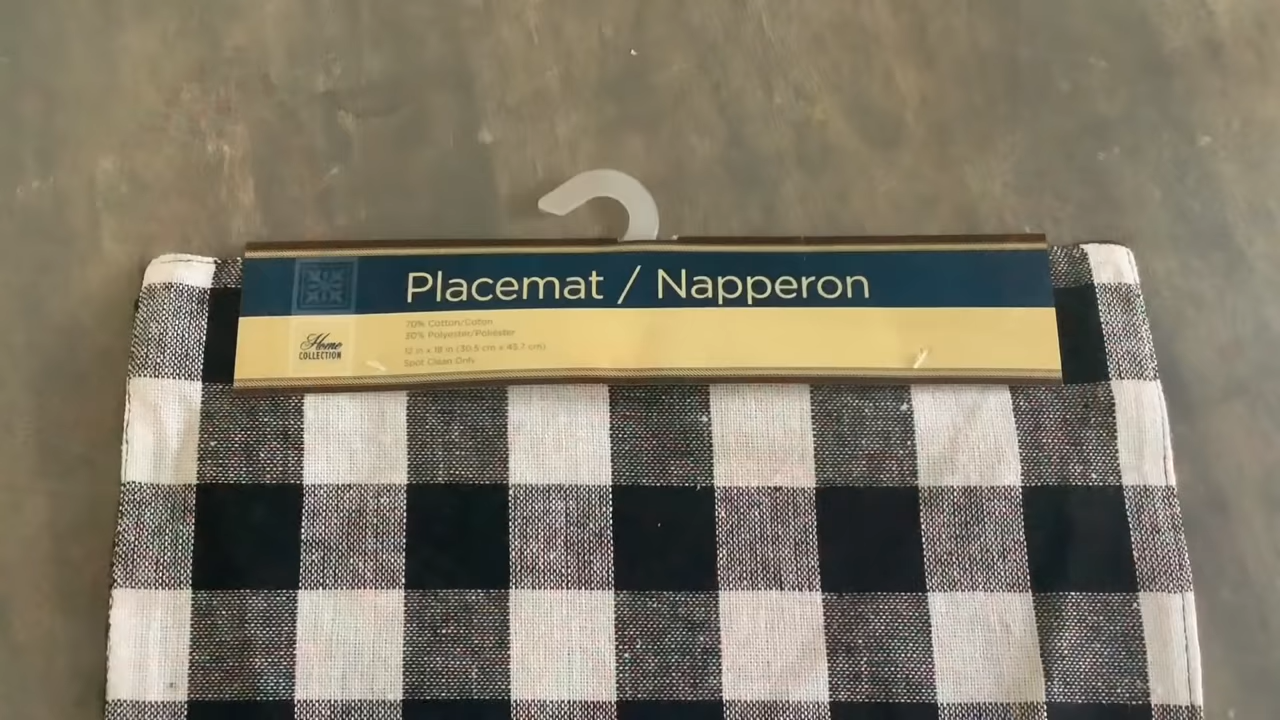 Placemat / Napperon
Home
COLLECTION
70% Cotton/Coton
30% Polyester/Poliester
12 in x 18 in (30.5 cm x 45.7 cm)
Spot Clean Only